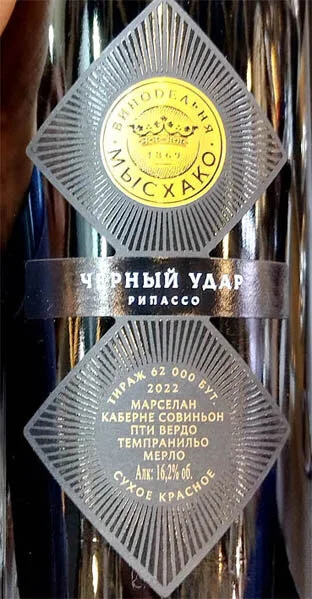 ВИНОДЕЛЬНЯ
1869
МЫСХАКО
ЧЕРНЫЙ УДАР
РИПАССО
ТИРАЖ 62 000 БУТ.
2022
МАРСЕЛАН
КАБЕРНЕ СОВИНЬОН
ПТИ ВЕРДО
ТЕМПРАНИЛЬО
МЕРЛО
Алк: 16,2% об.
СУХОЕ КРАСНОЕ